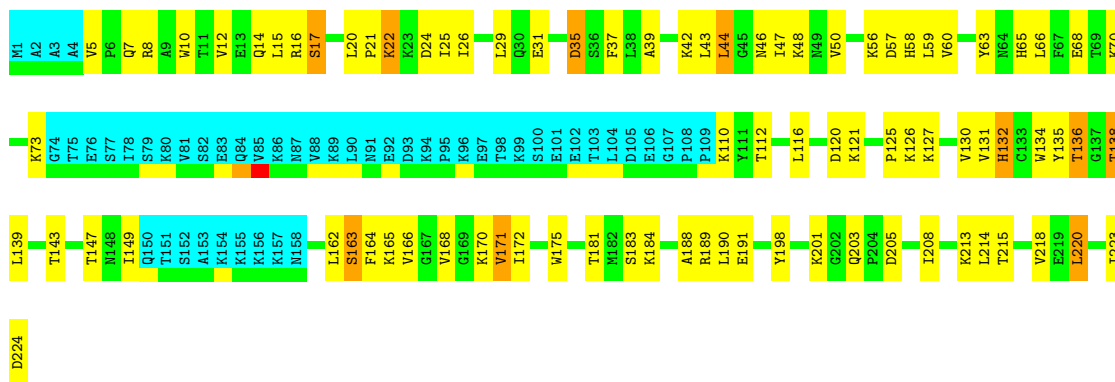 M1 A2 A3 A4 V5 P6 Q7 R8 A9 W10 T11 V12 E13 Q14 L15 R16 S17 L20 P21 K22 K23 D24 I25 I26 L29 Q30 E31 D35 S36 F37 L38 A39 K42 L43 L44 G45 N46 I47 K48 N49 V50 K56 D57 H58 L59 V60 Y63 N64 H65 L66 F67 E68 T69 K70
K73 G74 T75 E76 S77 I78 S79 K80 V81 S82 E83 Q84 V85 K86 N87 V88 K89 L90 N91 E92 D93 K94 P95 K96 E97 T98 K99 S100 E101 E102 T103 L104 D105 E106 G107 P108 P109 K110 Y111 T112 L116 D120 K121 P125 K126 K127 V130 V131 H132 C133 W134 Y135 T136 G137 T138
L139 T143 T147 N148 I149 Q150 T151 S152 A153 K154 K155 K156 K157 N158 L162 S163 F164 K165 V166 G167 V168 G169 K170 V171 I172 W175 T181 M182 S183 K184 A188 R189 L190 E191 Y198 K201 G202 Q203 P204 D205 I208 K213 L214 T215 V218 E219 L220 I223
D224